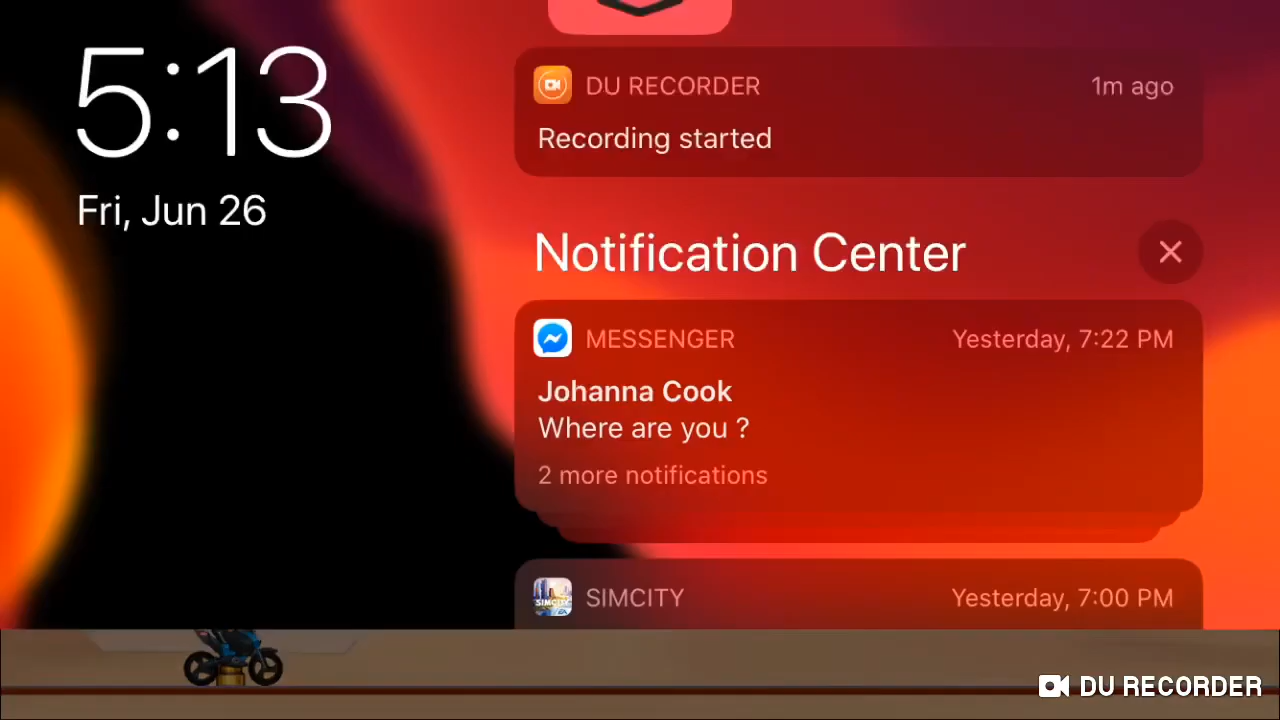 5:13
Fri, Jun 26
DU RECORDER
1m ago
Recording started
Notification Center
MESSENGER
Yesterday, 7:22 PM
Johanna Cook
Where are you ?
2 more notifications
SIMCITY
SIMCITY
Yesterday, 7:00 PM
DU RECORDER